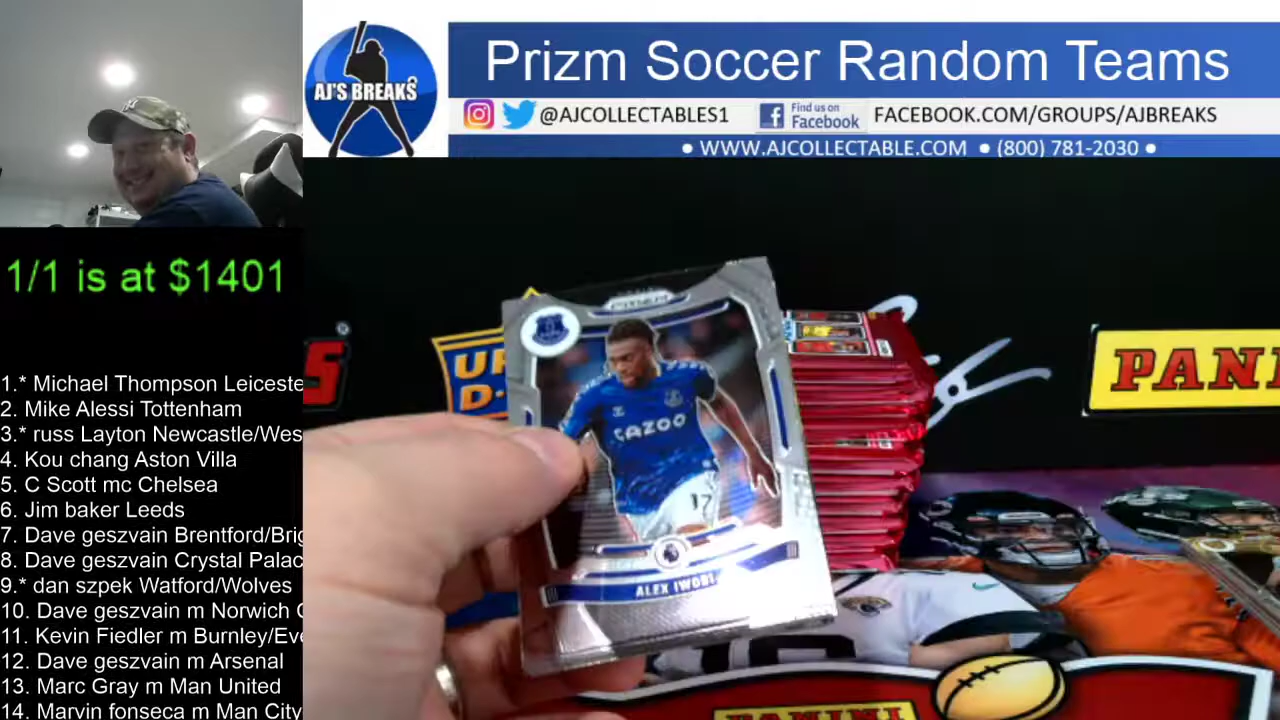 Prizm Soccer Random Teams
AJ'S BREAKS
@AJCOLLECTABLES1
Find us on
Facebook
FACEBOOK.COM/GROUPS/AJBREAKS
• WWW.AJCOLLECTABLE.COM • (800) 781-2030 •
1/1 is at $1401
1.* Michael Thompson Leiceste
2. Mike Alessi Tottenham
3.* russ Layton Newcastle/Wes
4. Kou chang Aston Villa
5. C Scott mc Chelsea
6. Jim baker Leeds
7. Dave geszvain Brentford/Brig
8. Dave geszvain Crystal Palac
9.* dan szpek Watford/Wolves
10. Dave geszvain m Norwich C
11. Kevin Fiedler m Burnley/Eve
12. Dave geszvain m Arsenal
13. Marc Gray m Man United
14. Marvin fonseca m Man City
PRIZM
UP
D
CAZOO
17
ALEX IWOBI
S
PANI
PANINI